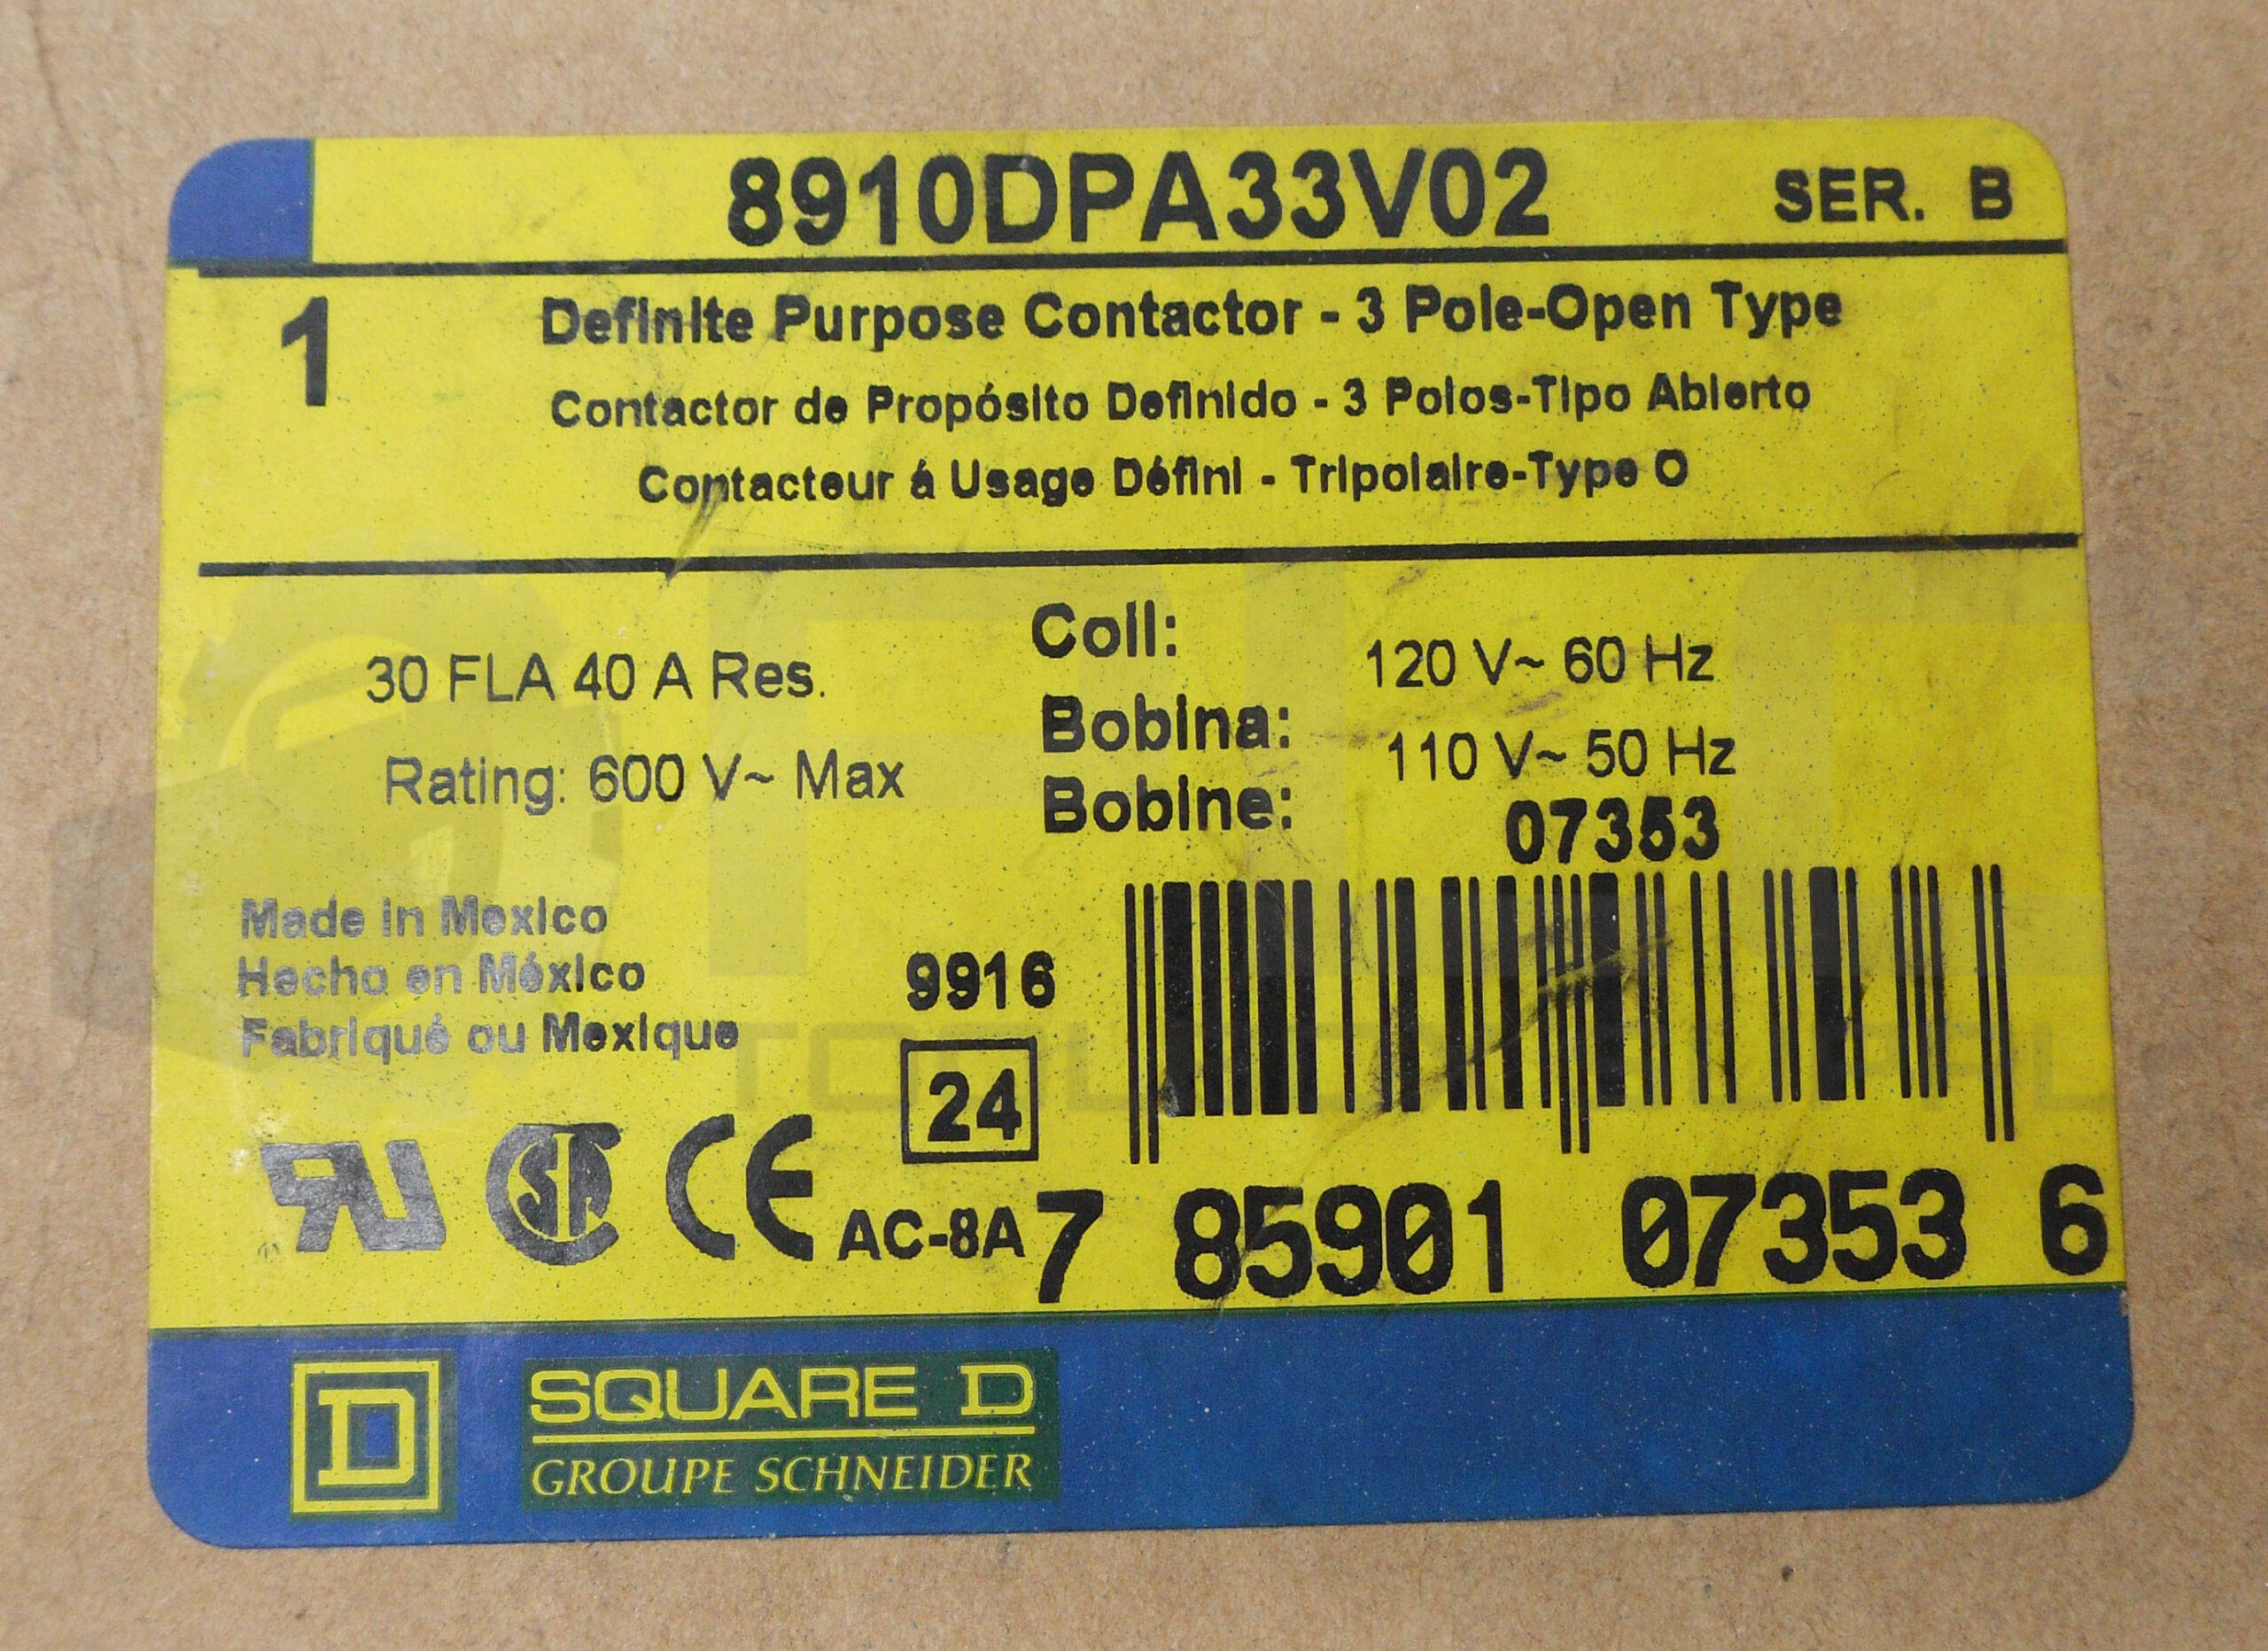 8910DPA33V02 SER. B
1
Definite Purpose Contactor - 3 Pole-Open Type
Contactor de Propósito Definido - 3 Polos-Tipo Abierto
Contacteur á Usage Défini - Tripolaire-Type O
30 FLA 40 A Res.
Rating: 600 V~ Max
Coil:
Bobina:
Bobine:
120 V~ 60 Hz
110 V~ 50 Hz
07353
Made in Mexico
Hecho en México
Fabriqué ou Mexique
9916
24
AC-8A
RU
CSA
CE
7 85901 07353 6
D
SQUARE D
GROUPE SCHNEIDER